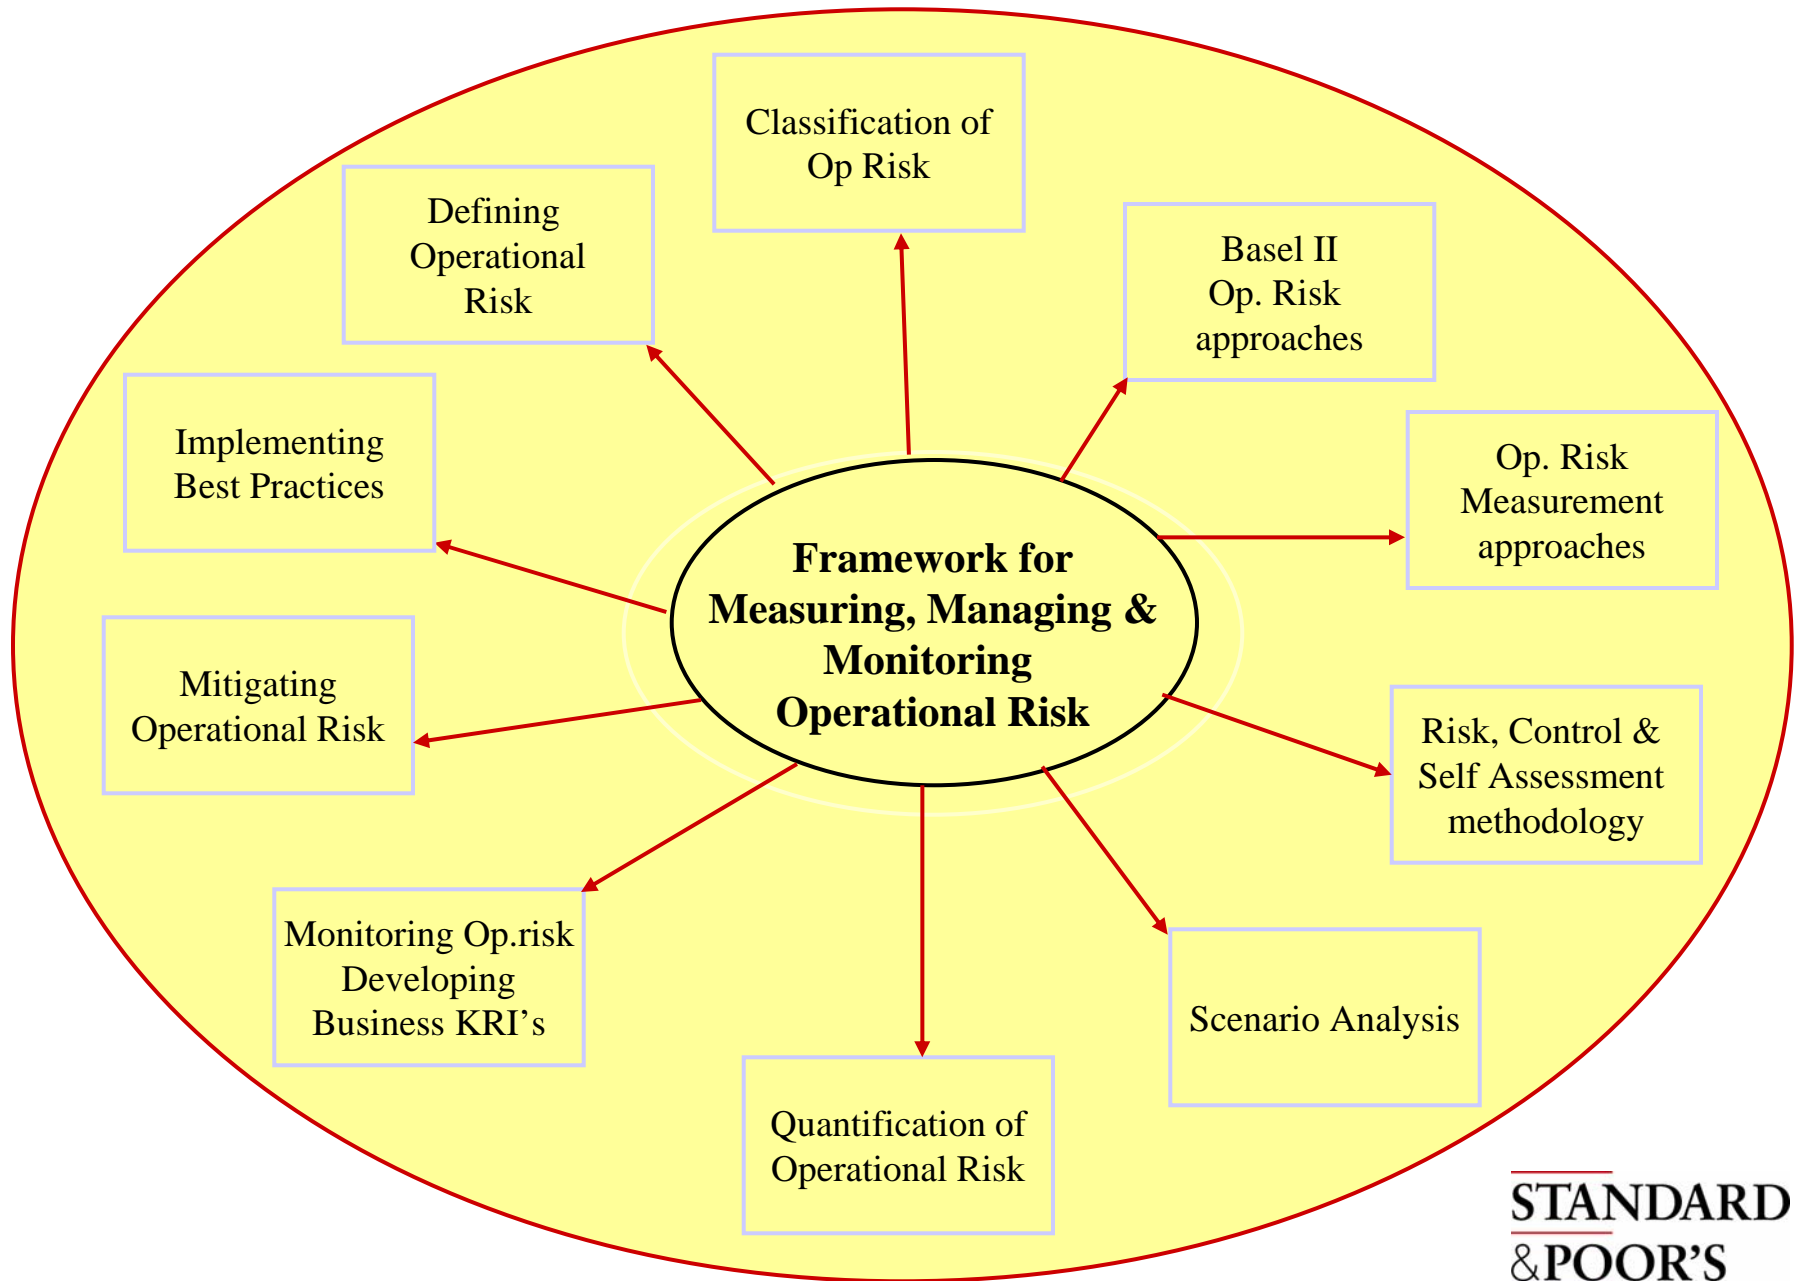 Classification of
Op Risk
Defining
Operational
Risk
Basel II
Op. Risk
approaches
Implementing
Best Practices
Op. Risk
Measurement
approaches
Framework for
Measuring, Managing &
Monitoring
Operational Risk
Mitigating
Operational Risk
Risk, Control &
Self Assessment
methodology
Monitoring Op.risk
Developing
Business KRI’s
Scenario Analysis
Quantification of
Operational Risk
STANDARD
&POOR’S